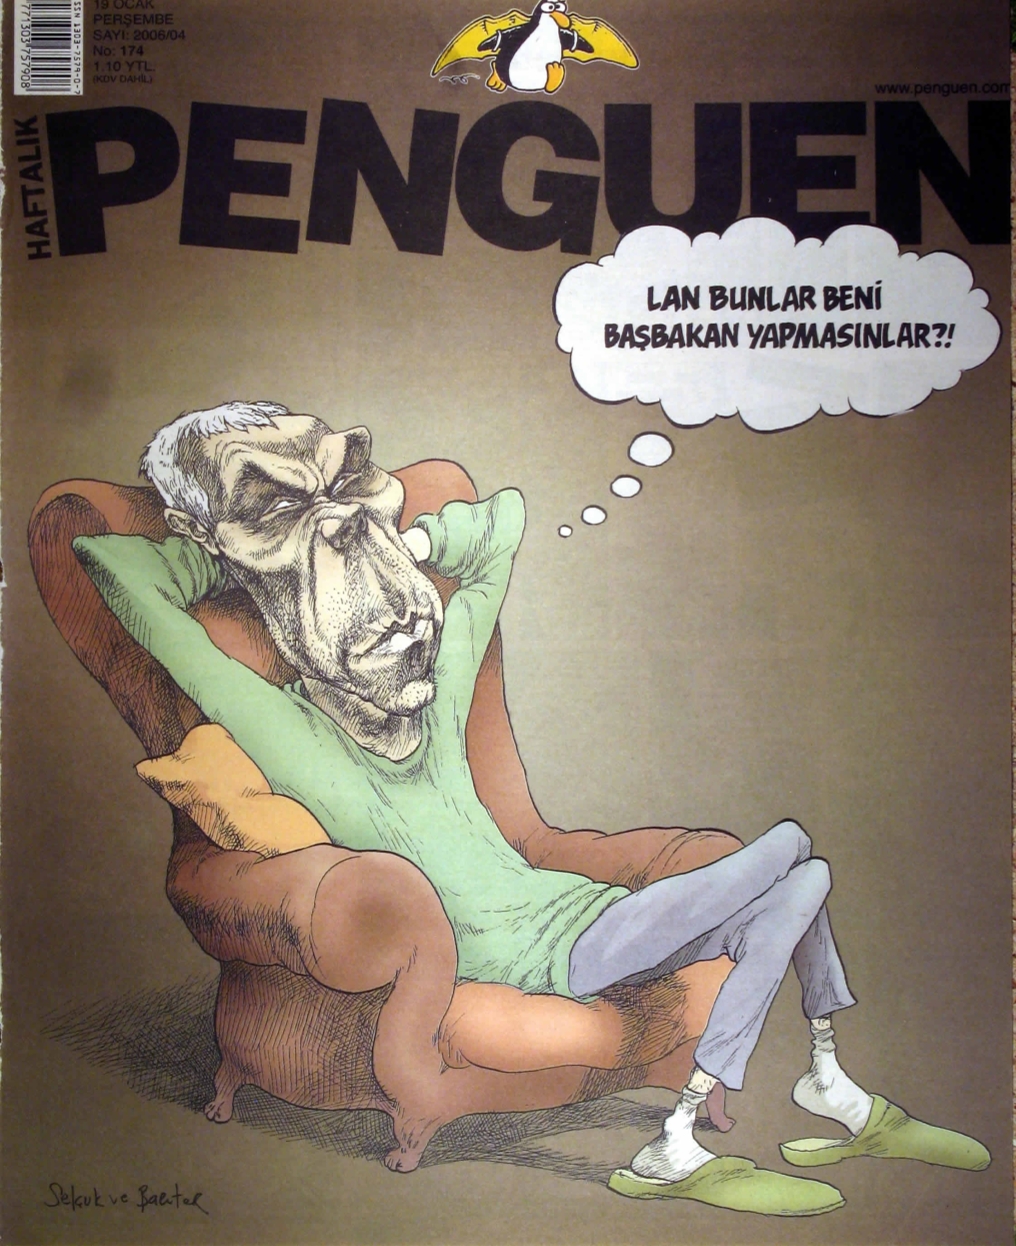 19 OCAK
PERŞEMBE
SAYI: 2006/04
No: 174
1.10 YTL.
(KDV DAHİL)
www.penguen.com
HAFTALIK
PENGUEN
LAN BUNLAR BENİ
BAŞBAKAN YAPMASINLAR?!
Selçuk ve